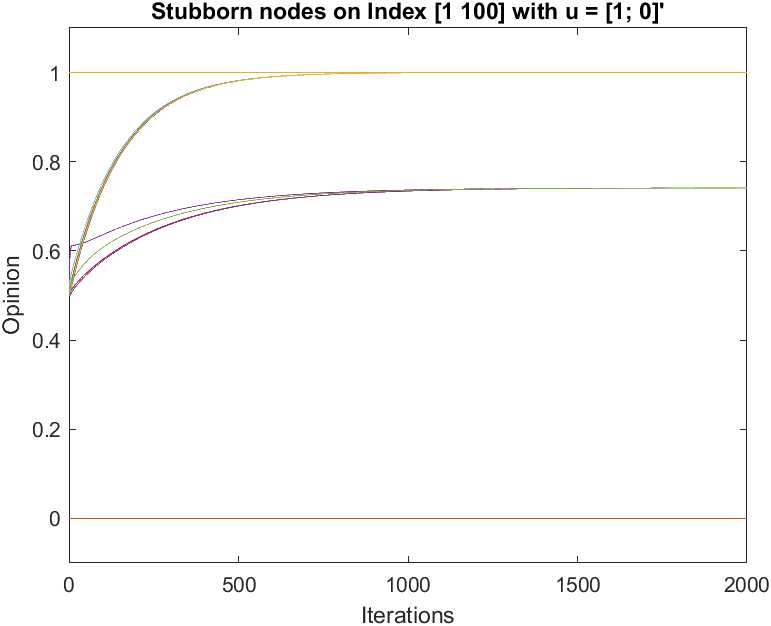 Stubborn nodes on Index [1 100] with u = [1; 0]'
1
0.8
0.6
0.4
0.2
0
Opinion
0 500 1000 1500 2000
Iterations